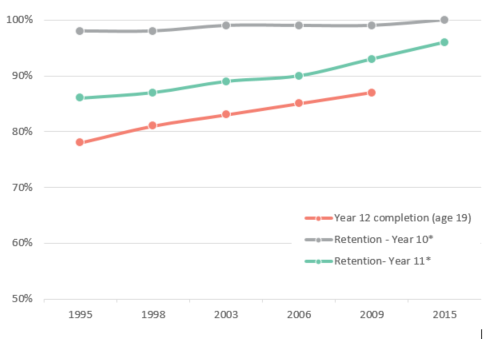 100%
90%
80%
70%
60%
50%
Year 12 completion (age 19)
Retention - Year 10*
Retention- Year 11*
1995 1998 2003 2006 2009 2015